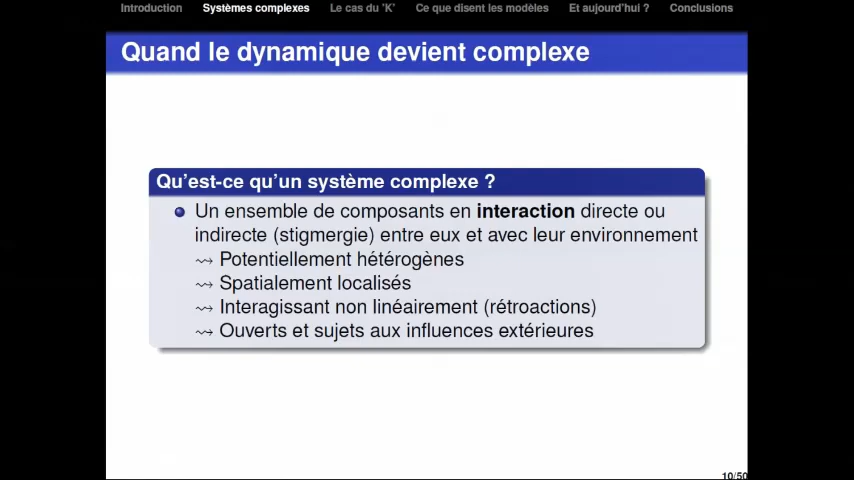 Introduction Systèmes complexes Le cas du 'K' Ce que disent les modèles Et aujourd'hui ? Conclusions
Quand le dynamique devient complexe
Qu'est-ce qu'un système complexe ?
Un ensemble de composants en interaction directe ou
indirecte (stigmergie) entre eux et avec leur environnement
⇝ Potentiellement hétérogènes
⇝ Spatialement localisés
⇝ Interagissant non linéairement (rétroactions)
⇝ Ouverts et sujets aux influences extérieures
10/50